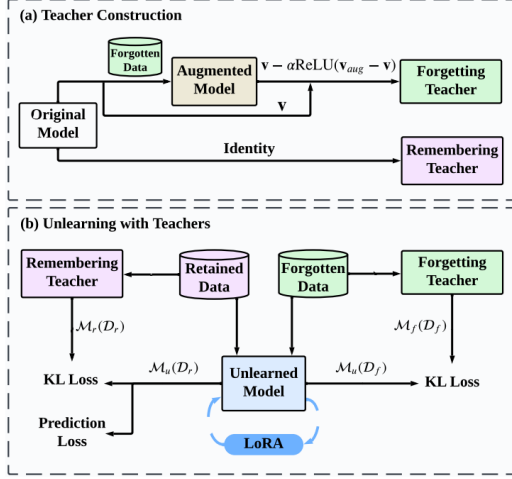 (a) Teacher Construction
Forgotten
Data
Original
Model
Augmented
Model
v − αReLU(v_aug − v)
v
Forgetting
Teacher
Identity
Remembering
Teacher
(b) Unlearning with Teachers
Remembering
Teacher
Retained
Data
Forgotten
Data
Forgetting
Teacher
ℳ_r(𝒟_r)
ℳ_f(𝒟_f)
KL Loss
ℳ_u(𝒟_r)
Unlearned
Model
ℳ_u(𝒟_f)
KL Loss
Prediction
Loss
LoRA